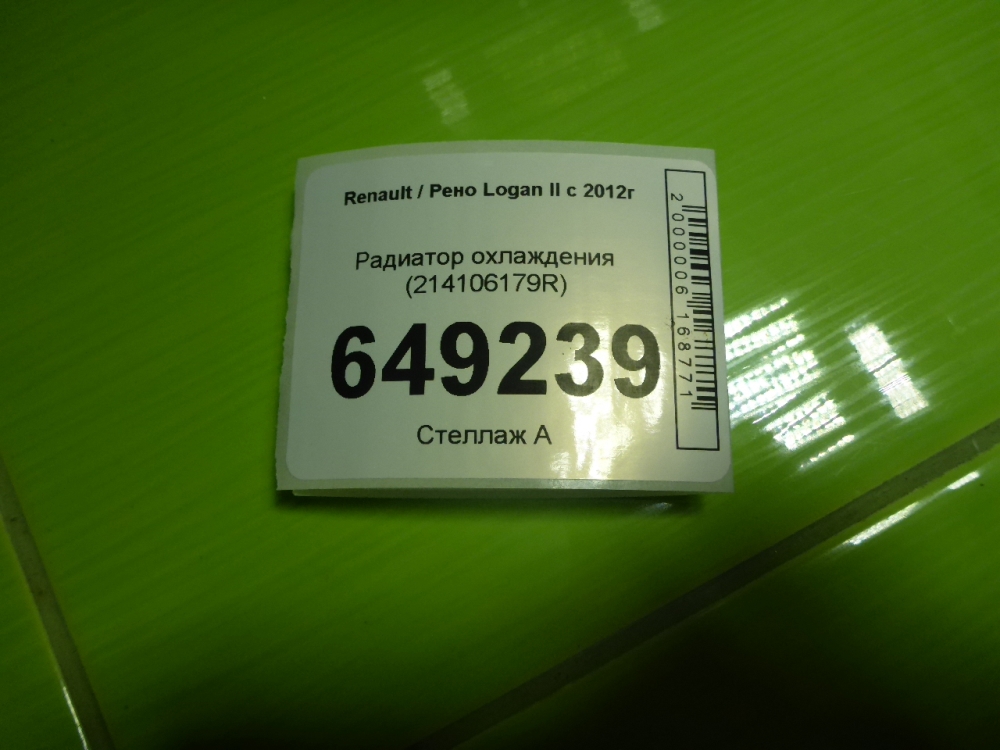 Renault / Рено Logan II с 2012г
Радиатор охлаждения
(214106179R)
649239
Стеллаж А
2000006168771